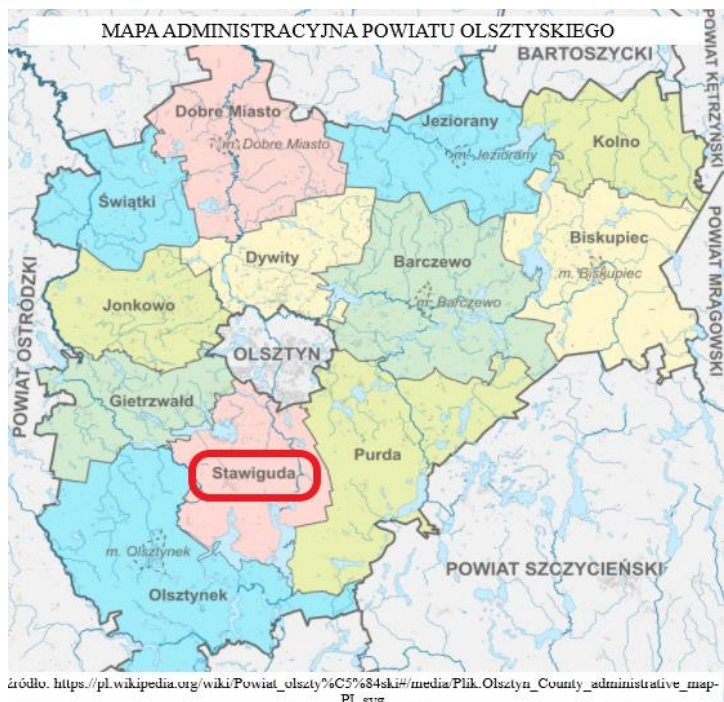 MAPA ADMINISTRACYJNA POWIATU OLSZTYSKIEGO
BARTOSZYCKI
POWIAT KĘTRZYŃSKI
Dobre Miasto
m. Dobre Miasto
Jeziorany
m. Jeziorany
Kolno
Świątki
Dywity
Barczewo
m. Barczewo
Biskupiec
m. Biskupiec
POWIAT MRĄGOWSKI
POWIAT OSTRÓDZKI
Jonkowo
OLSZTYN
Gietrzwałd
Stawiguda
Purda
m. Olsztynek
Olsztynek
POWIAT SZCZYCIEŃSKI
źródło. https://pl.wikipedia.org/wiki/Powiat_olszty%C5%84ski#/media/Plik.Olsztyn_County_administrative_map-
PL.svg